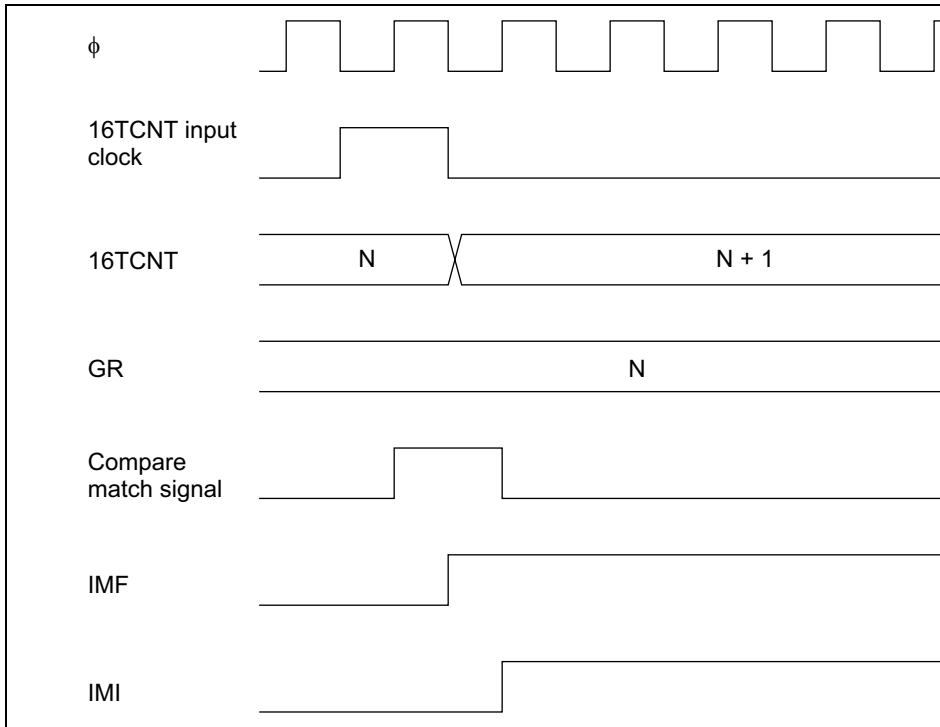 ϕ
16TCNT input
clock
16TCNT
N
N + 1
GR
N
Compare
match signal
IMF
IMI